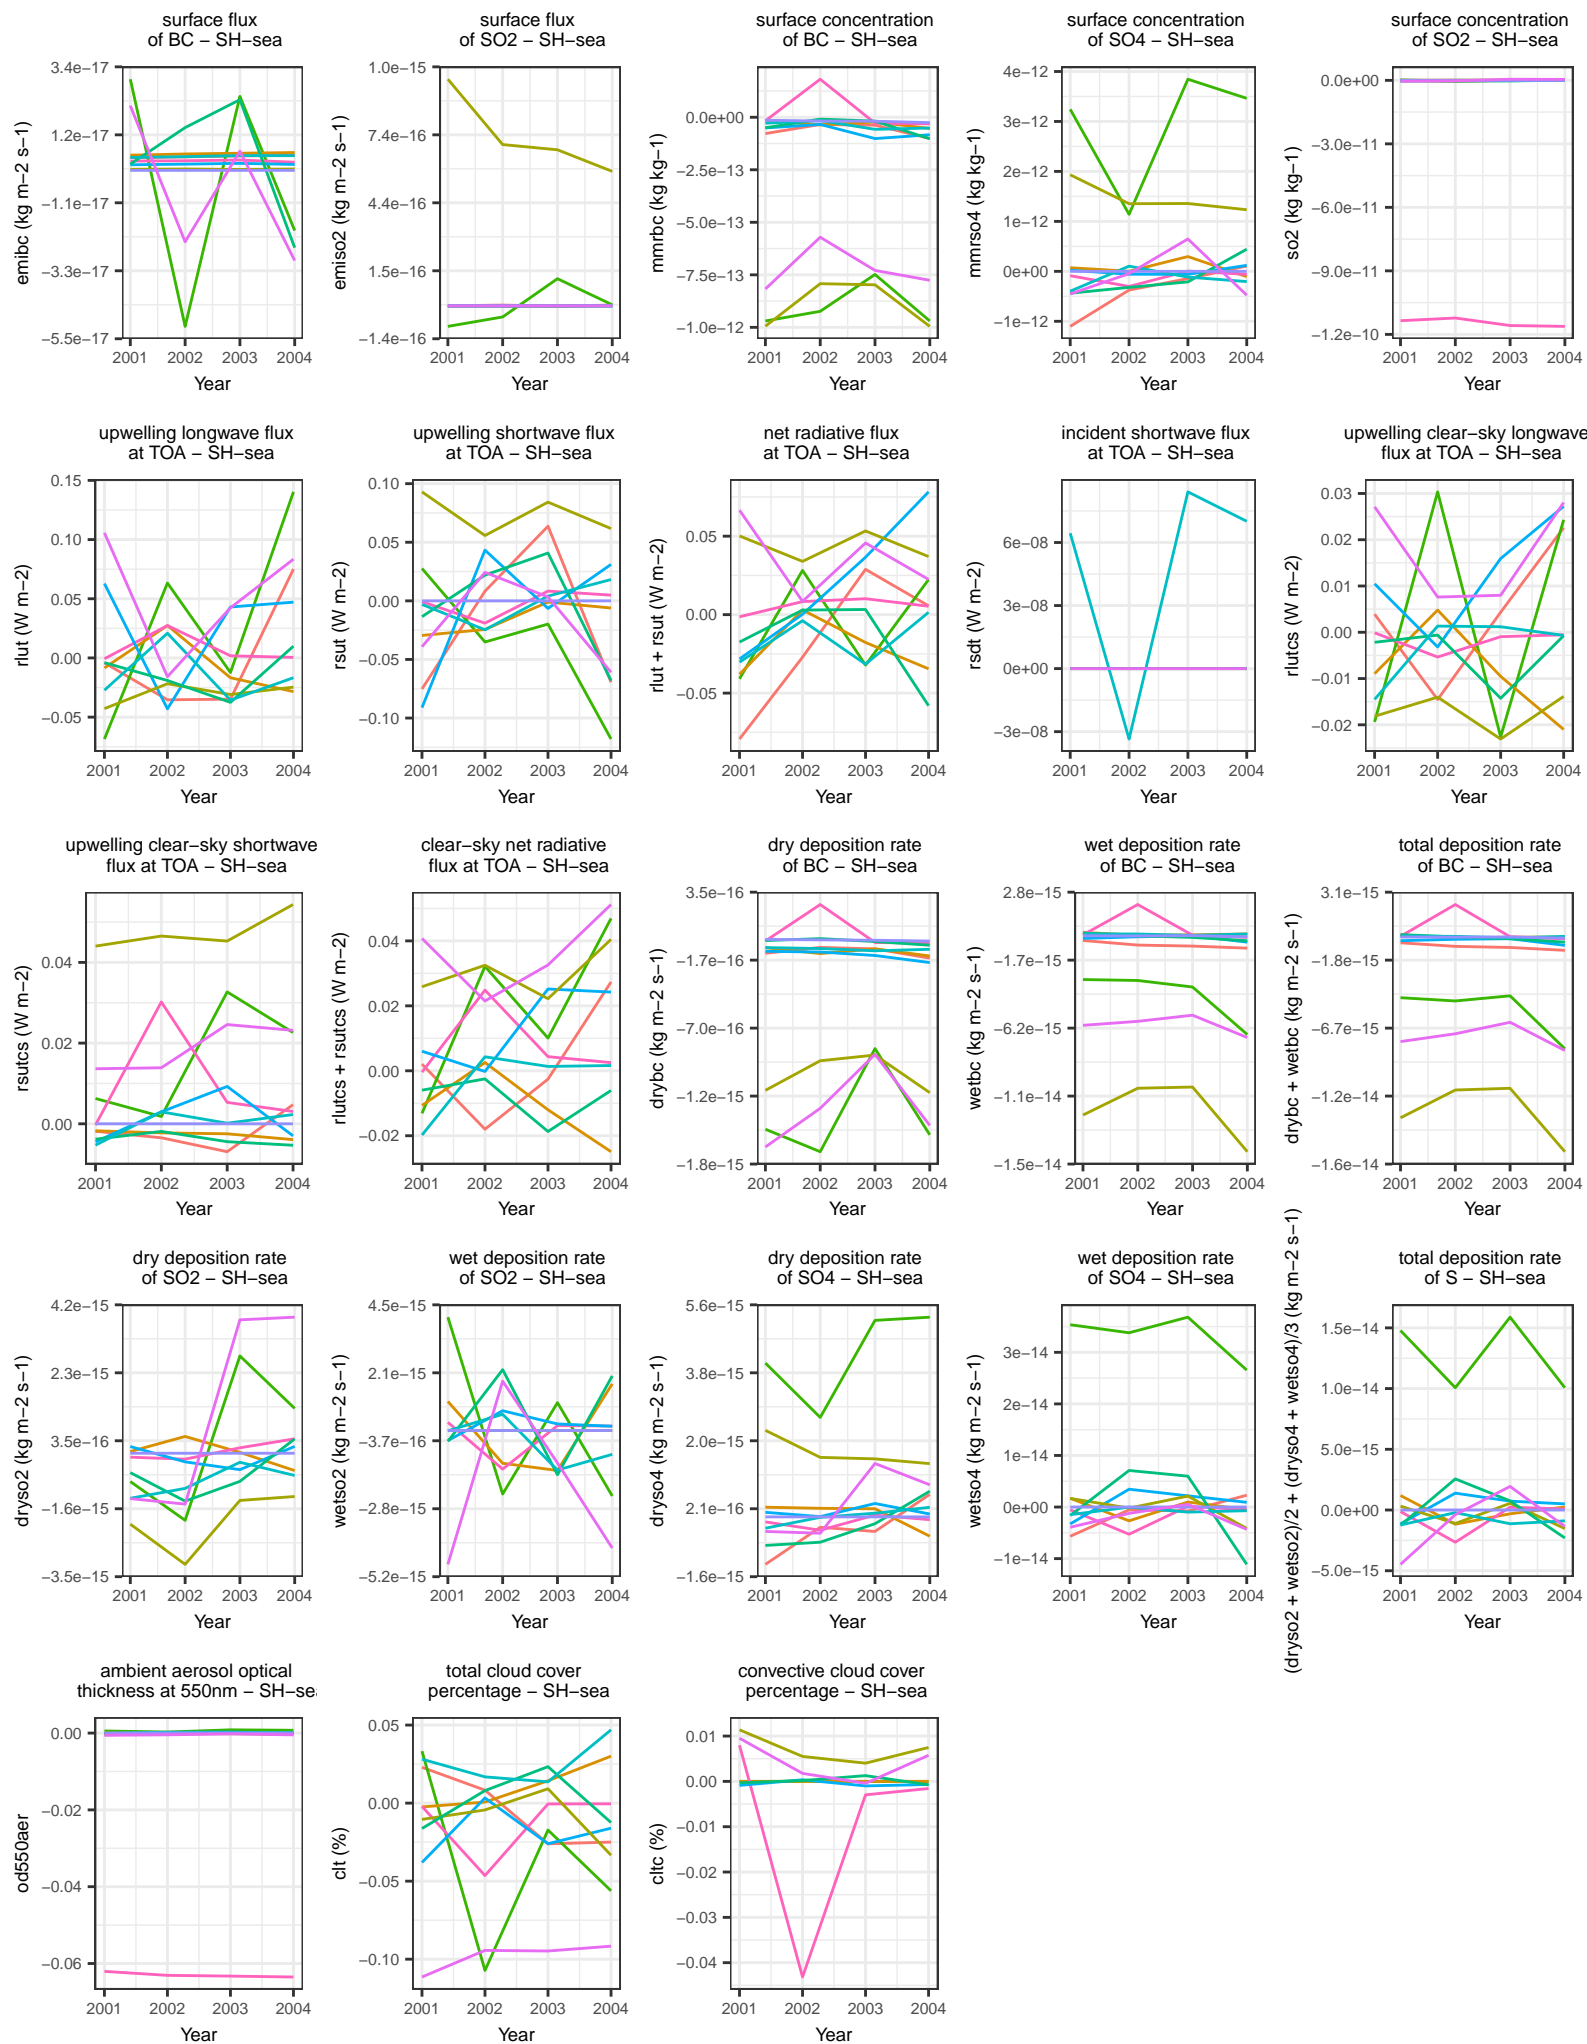 surface flux
of BC − SH−sea
surface flux
of SO2 − SH−sea
surface concentration
of BC − SH−sea
surface concentration
of SO4 − SH−sea
surface concentration
of SO2 − SH−sea
emibc (kg m−2 s−1)
3.4e−17
1.2e−17
−1.1e−17
−3.3e−17
−5.5e−17
2001 2002 2003 2004
Year
emiso2 (kg m−2 s−1)
1.0e−15
7.4e−16
4.4e−16
1.5e−16
−1.4e−16
2001 2002 2003 2004
Year
mmrbc (kg kg−1)
0.0e+00
−2.5e−13
−5.0e−13
−7.5e−13
−1.0e−12
2001 2002 2003 2004
Year
mmrso4 (kg kg−1)
4e−12
3e−12
2e−12
1e−12
0e+00
−1e−12
2001 2002 2003 2004
Year
so2 (kg kg−1)
0.0e+00
−3.0e−11
−6.0e−11
−9.0e−11
−1.2e−10
2001 2002 2003 2004
Year
upwelling longwave flux
at TOA − SH−sea
upwelling shortwave flux
at TOA − SH−sea
net radiative flux
at TOA − SH−sea
incident shortwave flux
at TOA − SH−sea
upwelling clear−sky longwave
flux at TOA − SH−sea
rlut (W m−2)
0.15
0.10
0.05
0.00
−0.05
2001 2002 2003 2004
Year
rsut (W m−2)
0.10
0.05
0.00
−0.05
−0.10
2001 2002 2003 2004
Year
rlut + rsut (W m−2)
0.05
0.00
−0.05
2001 2002 2003 2004
Year
rsdt (W m−2)
6e−08
3e−08
0e+00
−3e−08
2001 2002 2003 2004
Year
rlutcs (W m−2)
0.03
0.02
0.01
0.00
−0.01
−0.02
2001 2002 2003 2004
Year
upwelling clear−sky shortwave
flux at TOA − SH−sea
clear−sky net radiative
flux at TOA − SH−sea
dry deposition rate
of BC − SH−sea
wet deposition rate
of BC − SH−sea
total deposition rate
of BC − SH−sea
rsutcs (W m−2)
0.04
0.02
0.00
2001 2002 2003 2004
Year
rlutcs + rsutcs (W m−2)
0.04
0.02
0.00
−0.02
2001 2002 2003 2004
Year
drybc (kg m−2 s−1)
3.5e−16
−1.7e−16
−7.0e−16
−1.2e−15
−1.8e−15
2001 2002 2003 2004
Year
wetbc (kg m−2 s−1)
2.8e−15
−1.7e−15
−6.2e−15
−1.1e−14
−1.5e−14
2001 2002 2003 2004
Year
drybc + wetbc (kg m−2 s−1)
3.1e−15
−1.8e−15
−6.7e−15
−1.2e−14
−1.6e−14
2001 2002 2003 2004
Year
dry deposition rate
of SO2 − SH−sea
wet deposition rate
of SO2 − SH−sea
dry deposition rate
of SO4 − SH−sea
wet deposition rate
of SO4 − SH−sea
total deposition rate
of S − SH−sea
dryso2 (kg m−2 s−1)
4.2e−15
2.3e−15
3.5e−16
−1.6e−15
−3.5e−15
2001 2002 2003 2004
Year
wetso2 (kg m−2 s−1)
4.5e−15
2.1e−15
−3.7e−16
−2.8e−15
−5.2e−15
2001 2002 2003 2004
Year
dryso4 (kg m−2 s−1)
5.6e−15
3.8e−15
2.0e−15
2.1e−16
−1.6e−15
2001 2002 2003 2004
Year
wetso4 (kg m−2 s−1)
3e−14
2e−14
1e−14
0e+00
−1e−14
2001 2002 2003 2004
Year
(dryso2 + wetso2)/2 + (dryso4 + wetso4)/3 (kg m−2 s−1)
1.5e−14
1.0e−14
5.0e−15
0.0e+00
−5.0e−15
2001 2002 2003 2004
Year
ambient aerosol optical
thickness at 550nm − SH−sea
total cloud cover
percentage − SH−sea
convective cloud cover
percentage − SH−sea
od550aer
0.00
−0.02
−0.04
−0.06
2001 2002 2003 2004
Year
clt (%)
0.05
0.00
−0.05
−0.10
2001 2002 2003 2004
Year
cltc (%)
0.01
0.00
−0.01
−0.02
−0.03
−0.04
2001 2002 2003 2004
Year